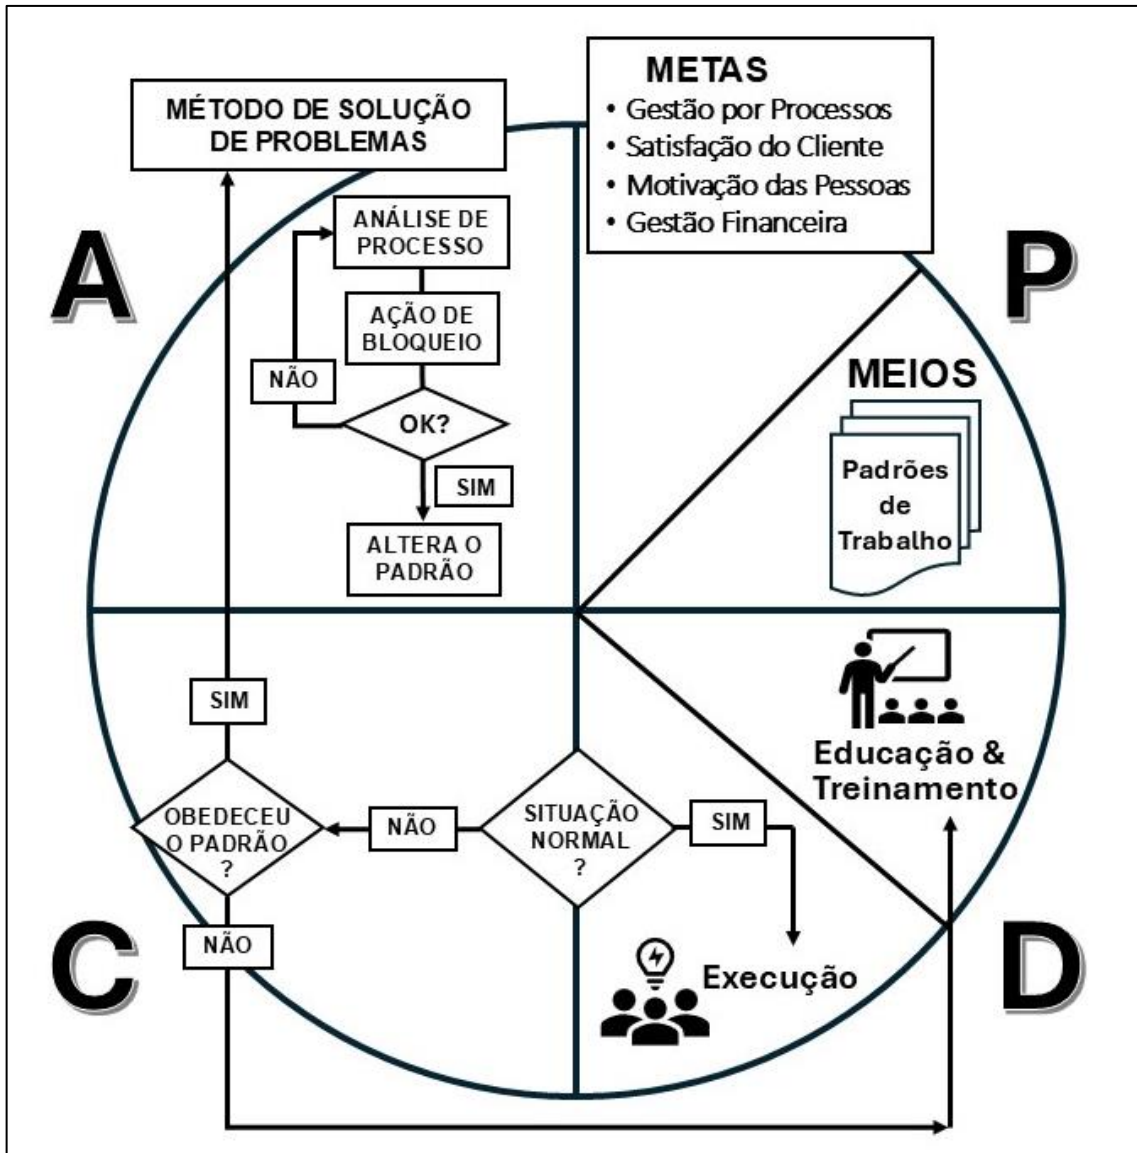 MÉTODO DE SOLUÇÃO
DE PROBLEMAS
METAS
• Gestão por Processos
• Satisfação do Cliente
• Motivação das Pessoas
• Gestão Financeira
A
P
ANÁLISE DE
PROCESSO
AÇÃO DE
BLOQUEIO
NÃO
OK?
SIM
ALTERA O
PADRÃO
MEIOS
Padrões
de
Trabalho
Educação &
Treinamento
SIM
OBEDECEU
O PADRÃO
?
NÃO
SITUAÇÃO
NORMAL
?
SIM
NÃO
Execução
C
D